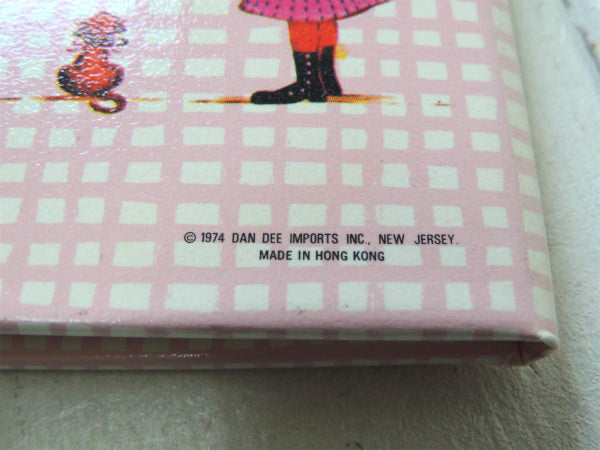 © 1974 DAN DEE IMPORTS INC., NEW JERSEY.
MADE IN HONG KONG